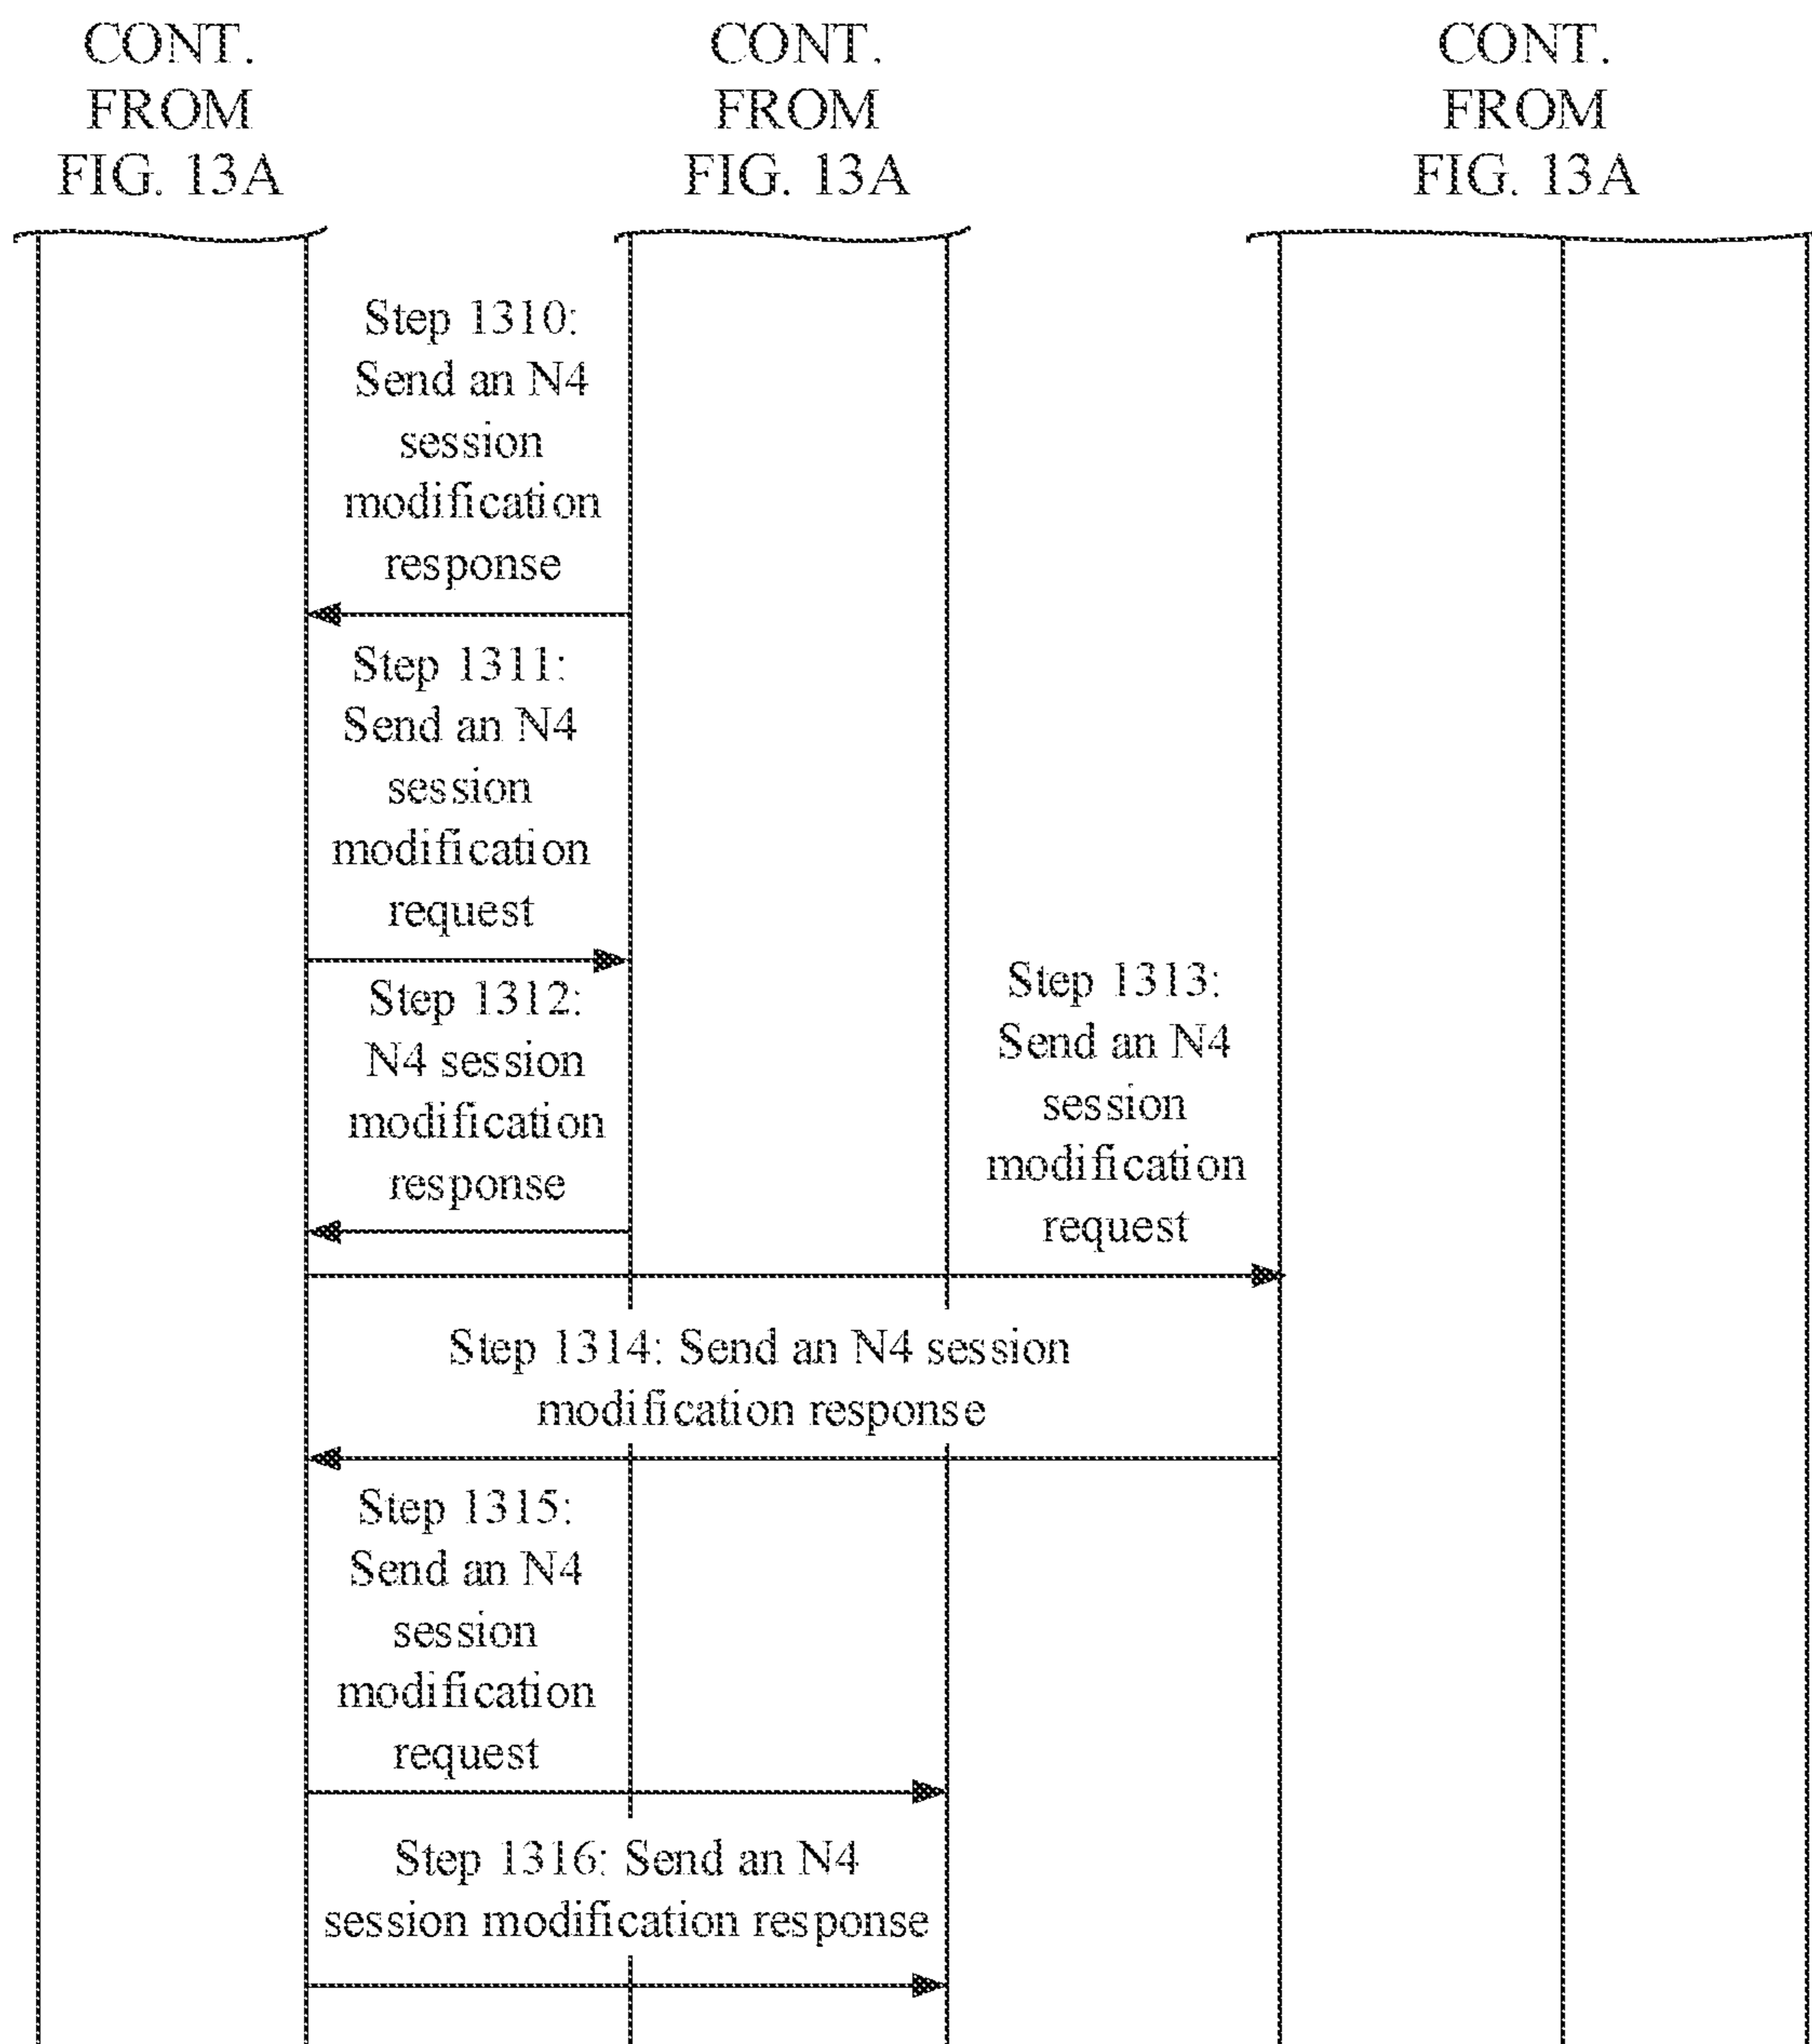 CONT.
FROM
FIG. 13A
CONT.
FROM
FIG. 13A
CONT.
FROM
FIG. 13A
Step 1310:
Send an N4
session
modification
response
Step 1311:
Send an N4
session
modification
request
Step 1312:
N4 session
modification
response
Step 1313:
Send an N4
session
modification
request
Step 1314: Send an N4 session
modification response
Step 1315:
Send an N4
session
modification
request
Step 1316: Send an N4
session modification response